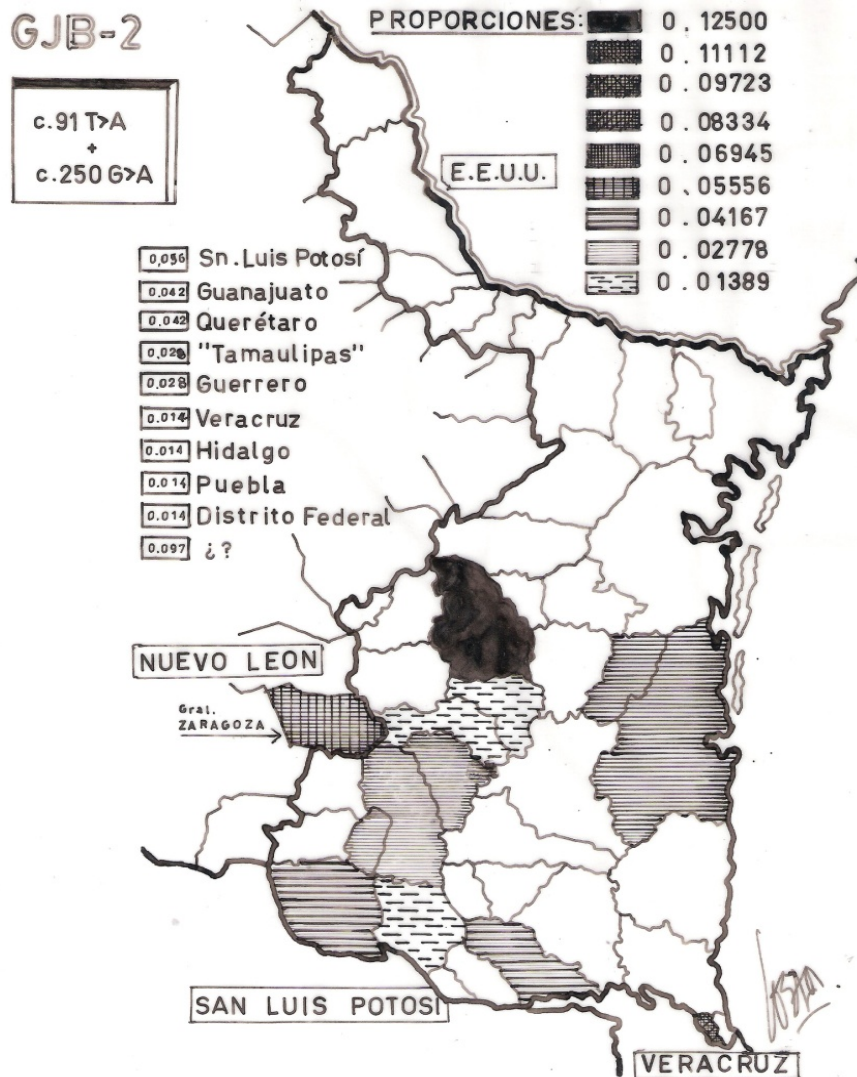 GJB-2
c.91 T>A
+
c.250 G>A
PROPORCIONES:
0.12500
0.11112
0.09723
0.08334
0.06945
0.05556
0.04167
0.02778
0.01389
E.E.U.U.
0,056 Sn. Luis Potosí
0.042 Guanajuato
0.042 Querétaro
0.028 "Tamaulipas"
0.028 Guerrero
0.014 Veracruz
0.014 Hidalgo
0.014 Puebla
0.014 Distrito Federal
0.097 ¿?
NUEVO LEON
Gral.
ZARAGOZA
SAN LUIS POTOSI
VERACRUZ